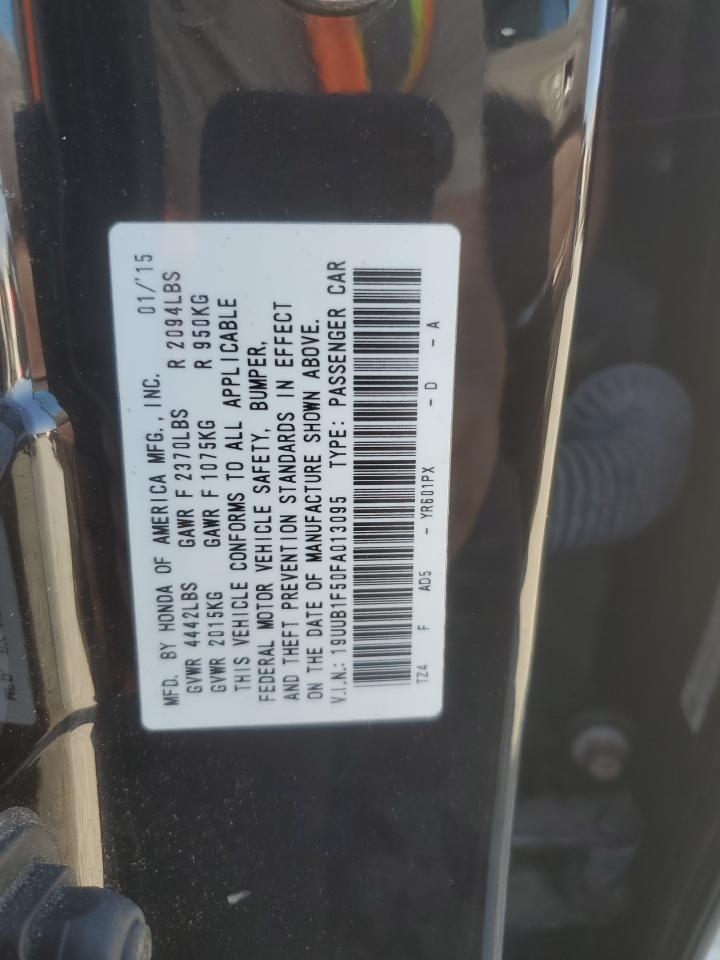 MFD. BY HONDA OF AMERICA MFG., INC. 01/'15
GVWR 4442LBS GAWR F 2370LBS R 2094LBS
GVWR 2015KG GAWR F 1075KG R 950KG
THIS VEHICLE CONFORMS TO ALL APPLICABLE
FEDERAL MOTOR VEHICLE SAFETY, BUMPER,
AND THEFT PREVENTION STANDARDS IN EFFECT
ON THE DATE OF MANUFACTURE SHOWN ABOVE.
V.I.N.: 19UUB1F50FA013095 TYPE: PASSENGER CAR
TZ4 F AD5 - YR601PX - D - A